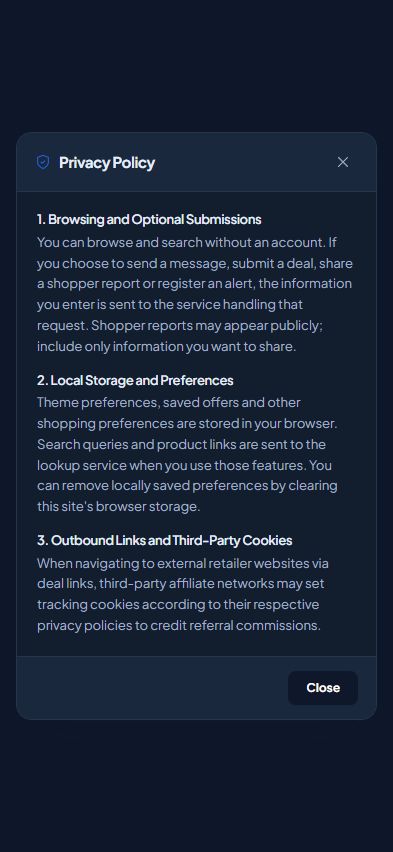 Privacy Policy
1. Browsing and Optional Submissions
You can browse and search without an account. If
you choose to send a message, submit a deal, share
a shopper report or register an alert, the information
you enter is sent to the service handling that
request. Shopper reports may appear publicly;
include only information you want to share.
2. Local Storage and Preferences
Theme preferences, saved offers and other
shopping preferences are stored in your browser.
Search queries and product links are sent to the
lookup service when you use those features. You
can remove locally saved preferences by clearing
this site's browser storage.
3. Outbound Links and Third-Party Cookies
When navigating to external retailer websites via
deal links, third-party affiliate networks may set
tracking cookies according to their respective
privacy policies to credit referral commissions.
Close